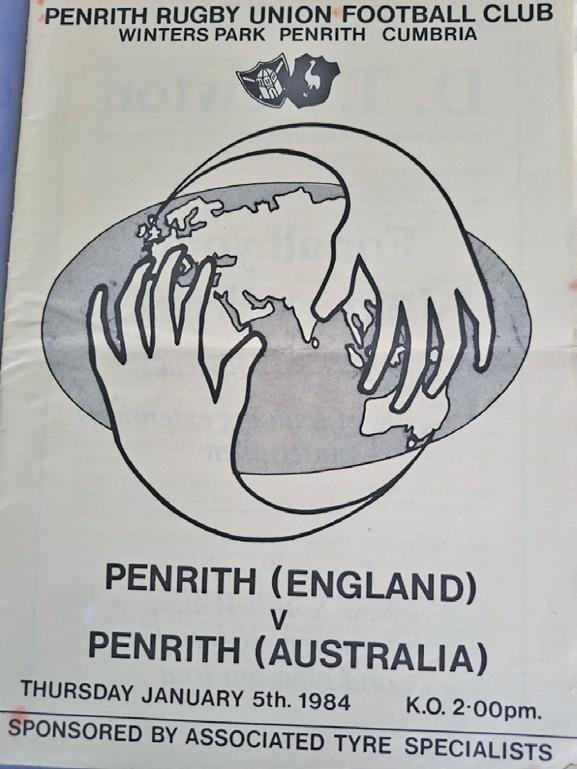 PENRITH RUGBY UNION FOOTBALL CLUB
WINTERS PARK PENRITH CUMBRIA
PENRITH (ENGLAND)
V
PENRITH (AUSTRALIA)
THURSDAY JANUARY 5th. 1984 K.O. 2·00pm.
SPONSORED BY ASSOCIATED TYRE SPECIALISTS